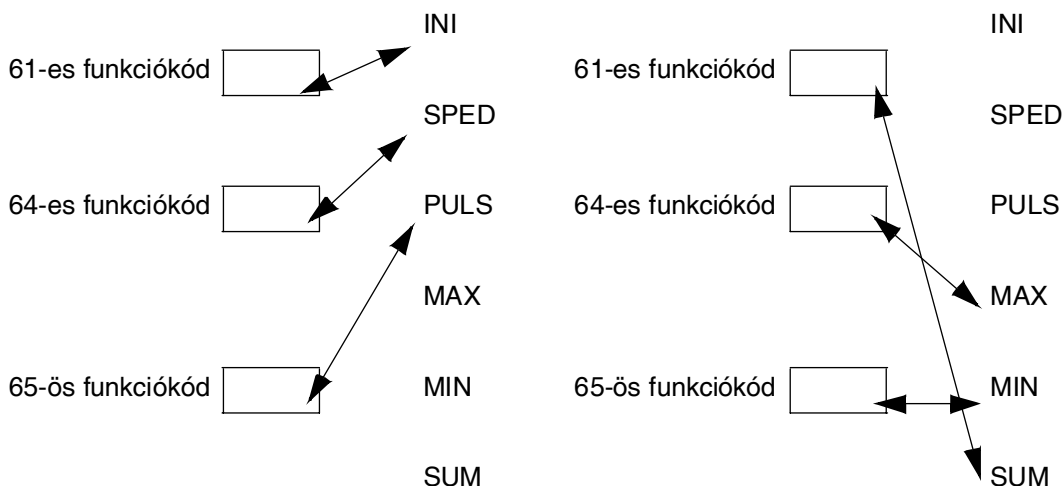 INI
61-es funkciókód
SPED
64-es funkciókód
PULS
MAX
65-ös funkciókód
MIN
SUM
INI
61-es funkciókód
SPED
64-es funkciókód
PULS
MAX
65-ös funkciókód
MIN
SUM